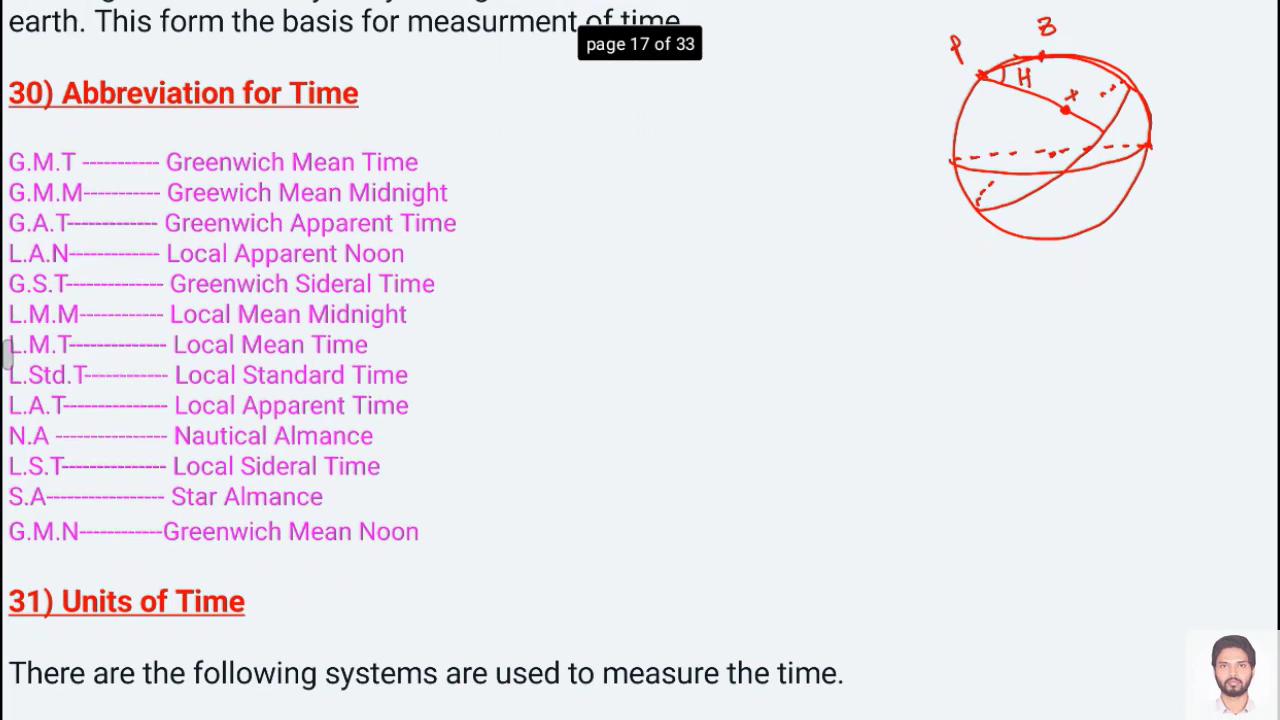 earth. This form the basis for measurment of time.
page 17 of 33
30) Abbreviation for Time
G.M.T ----------- Greenwich Mean Time
G.M.M----------- Greewich Mean Midnight
G.A.T------------- Greenwich Apparent Time
L.A.N------------- Local Apparent Noon
G.S.T-------------- Greenwich Sideral Time
L.M.M------------ Local Mean Midnight
L.M.T-------------- Local Mean Time
L.Std.T------------ Local Standard Time
L.A.T--------------- Local Apparent Time
N.A ---------------- Nautical Almance
L.S.T--------------- Local Sideral Time
S.A----------------- Star Almance
G.M.N------------Greenwich Mean Noon
31) Units of Time
There are the following systems are used to measure the time.
P
Z
H
x